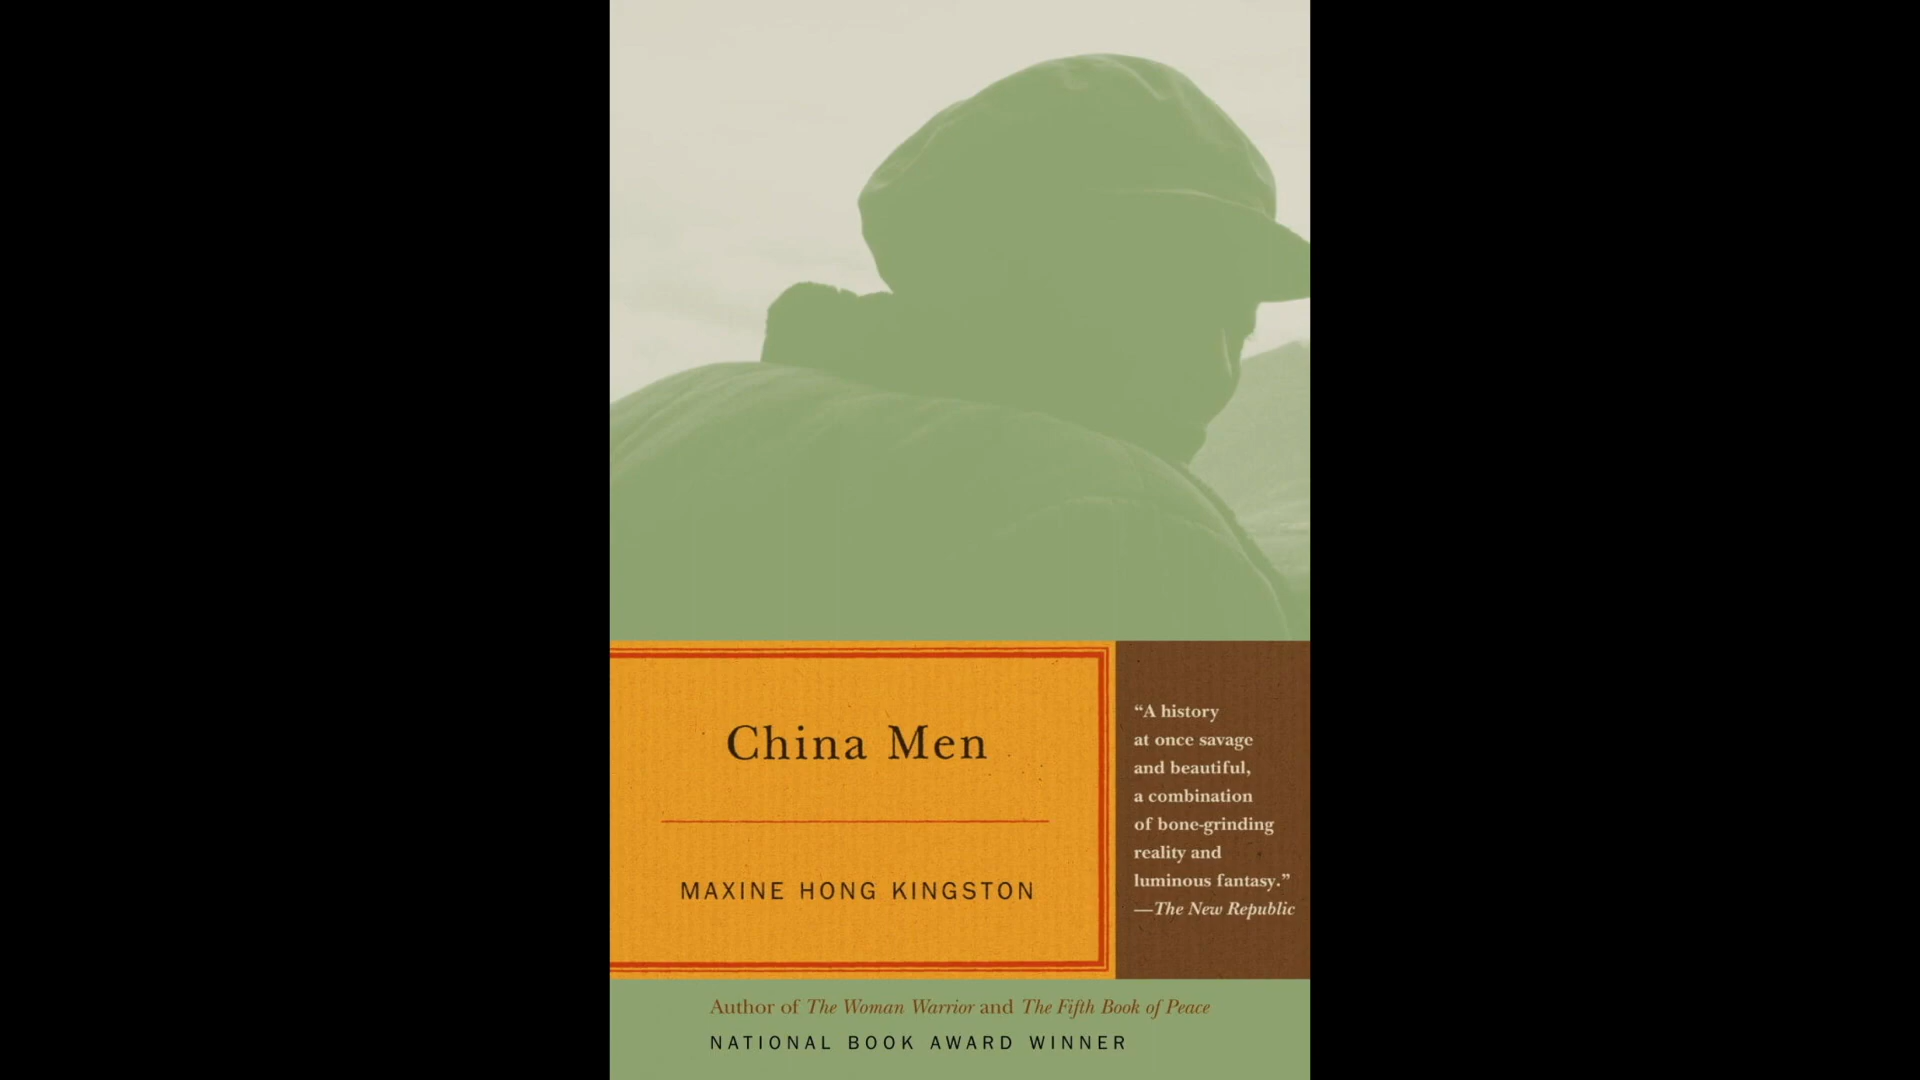 China Men
MAXINE HONG KINGSTON
“A history
at once savage
and beautiful,
a combination
of bone-grinding
reality and
luminous fantasy.”
—The New Republic
Author of The Woman Warrior and The Fifth Book of Peace
NATIONAL BOOK AWARD WINNER